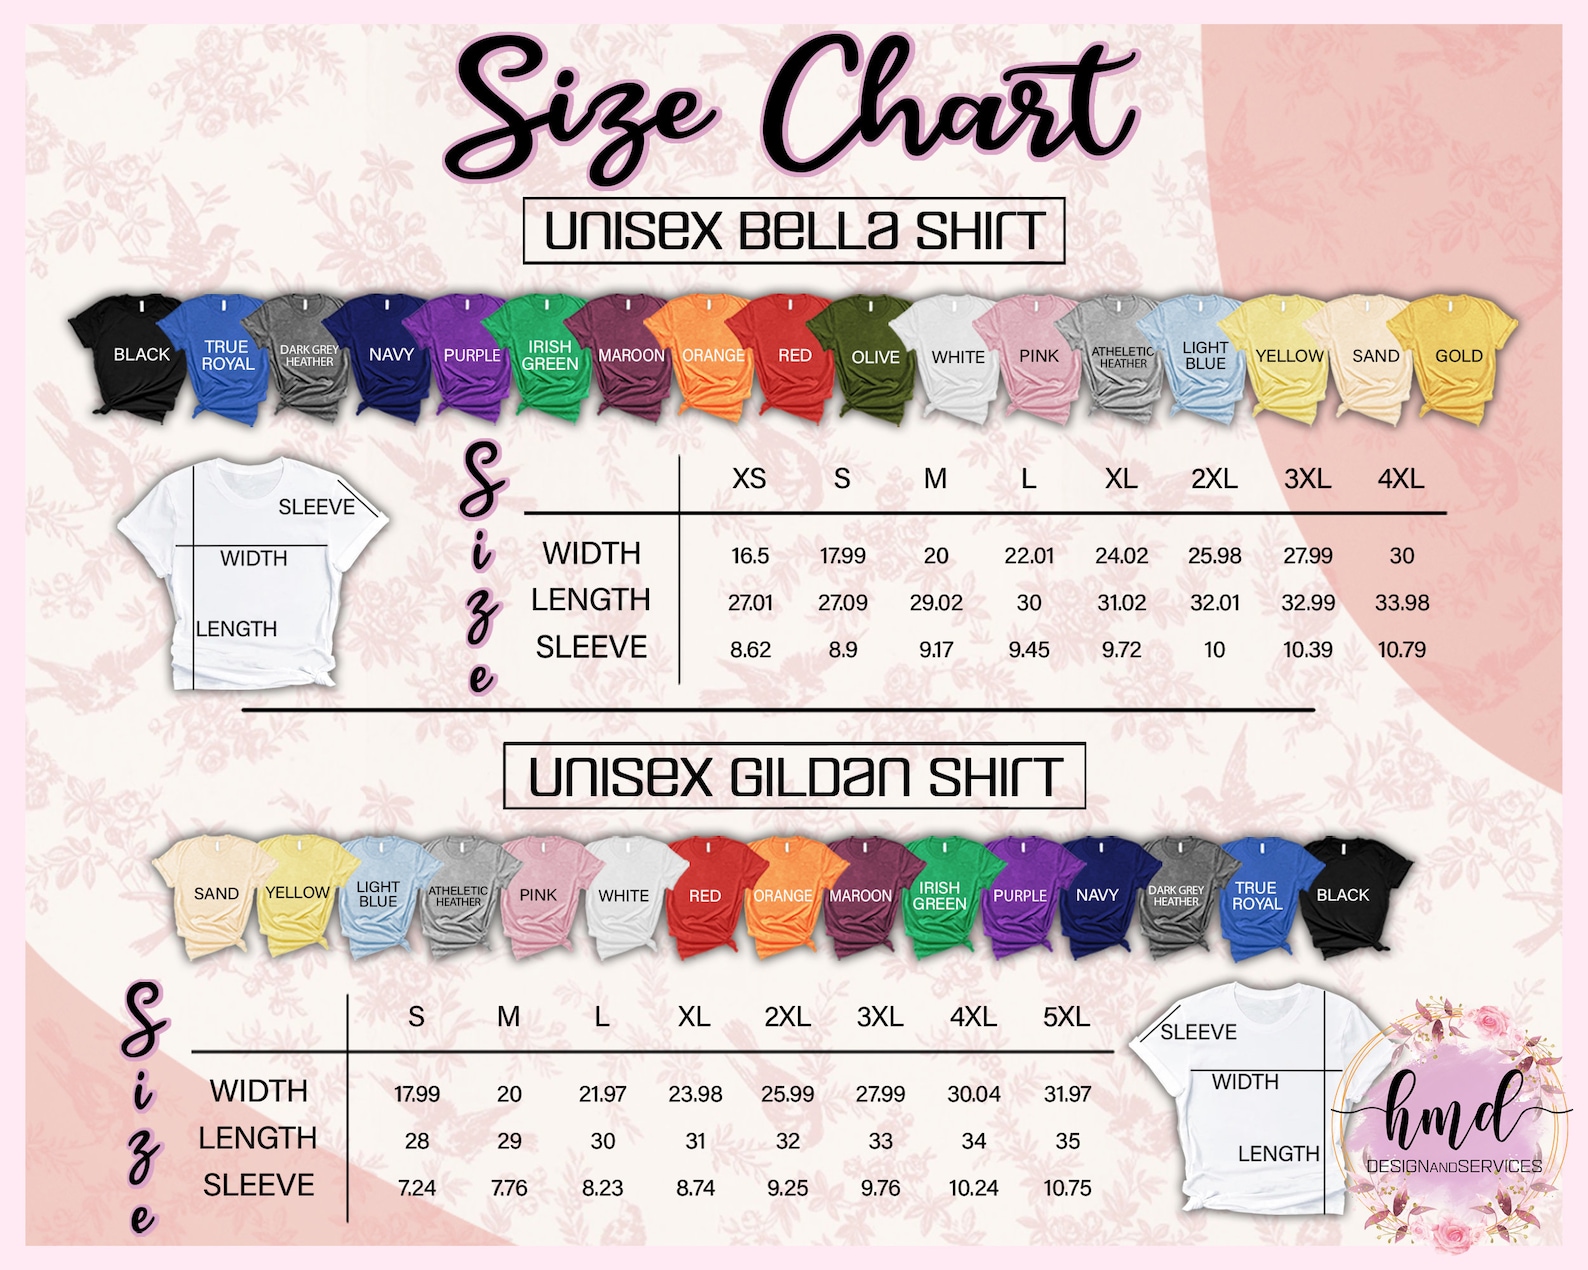 Size Chart
UNISEX BELLA SHIRT
BLACK
TRUE
ROYAL
DARK GREY
HEATHER
NAVY
PURPLE
IRISH
GREEN
MAROON
ORANGE
RED
OLIVE
WHITE
PINK
ATHELETIC
HEATHER
LIGHT
BLUE
YELLOW
SAND
GOLD
SLEEVE
WIDTH
LENGTH
Size
XS S M L XL 2XL 3XL 4XL
WIDTH 16.5 17.99 20 22.01 24.02 25.98 27.99 30
LENGTH 27.01 27.09 29.02 30 31.02 32.01 32.99 33.98
SLEEVE 8.62 8.9 9.17 9.45 9.72 10 10.39 10.79
UNISEX GILDAN SHIRT
SAND
YELLOW
LIGHT
BLUE
ATHELETIC
HEATHER
PINK
WHITE
RED
ORANGE
MAROON
IRISH
GREEN
PURPLE
NAVY
DARK GREY
HEATHER
TRUE
ROYAL
BLACK
Size
S M L XL 2XL 3XL 4XL 5XL
WIDTH 17.99 20 21.97 23.98 25.99 27.99 30.04 31.97
LENGTH 28 29 30 31 32 33 34 35
SLEEVE 7.24 7.76 8.23 8.74 9.25 9.76 10.24 10.75
SLEEVE
WIDTH
LENGTH
hmd
DESIGNANDSERVICES